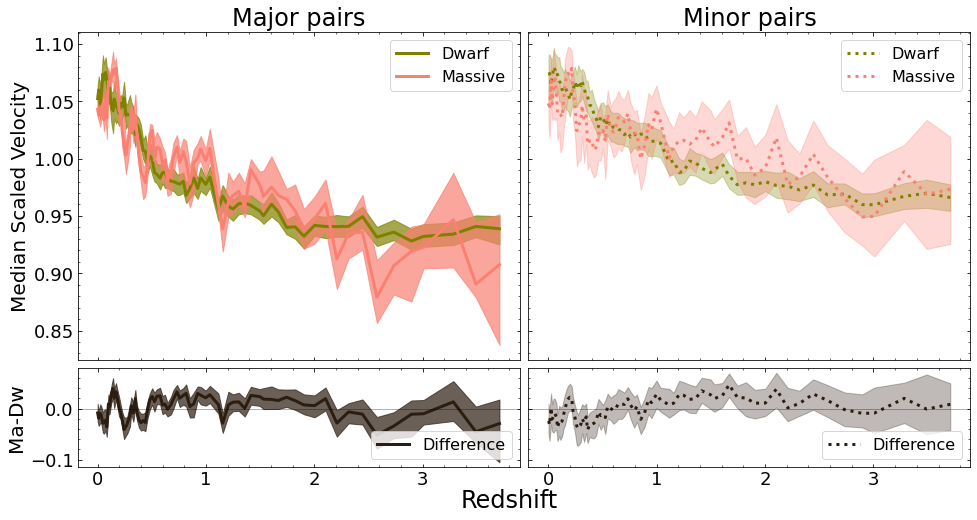 Major pairs
Minor pairs
Median Scaled Velocity
1.10
1.05
1.00
0.95
0.90
0.85
Dwarf
Massive
Dwarf
Massive
Ma-Dw
0.0
−0.1
Difference
Difference
0 1 2 3
0 1 2 3
Redshift